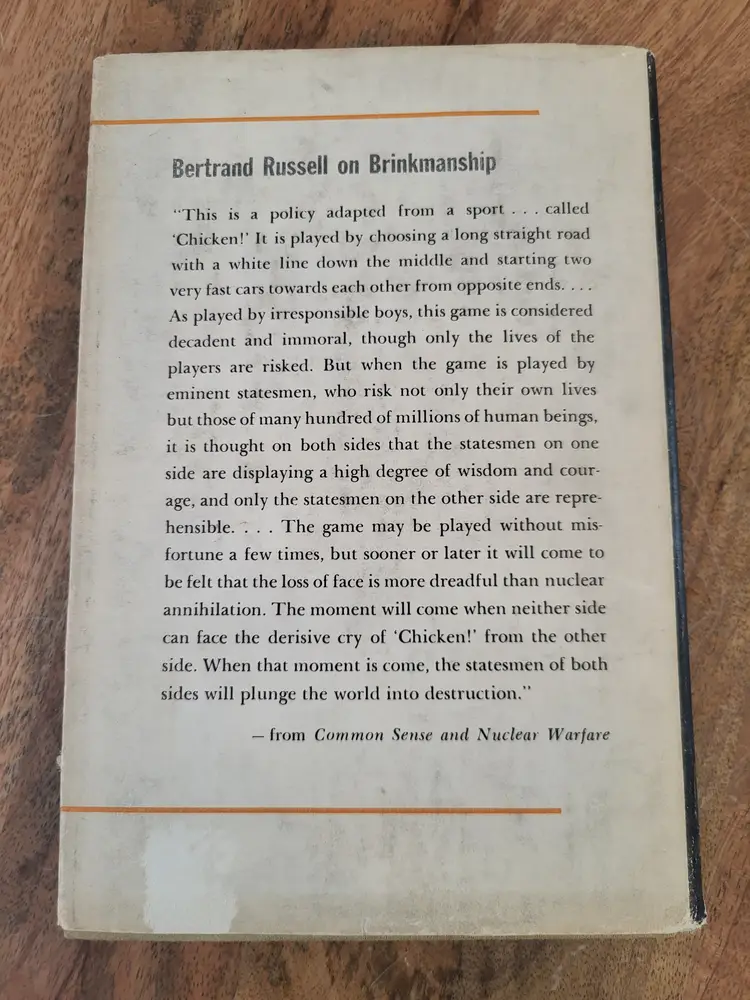 Bertrand Russell on Brinkmanship
"This is a policy adapted from a sport . . . called
'Chicken!' It is played by choosing a long straight road
with a white line down the middle and starting two
very fast cars towards each other from opposite ends. . . .
As played by irresponsible boys, this game is considered
decadent and immoral, though only the lives of the
players are risked. But when the game is played by
eminent statesmen, who risk not only their own lives
but those of many hundred of millions of human beings,
it is thought on both sides that the statesmen on one
side are displaying a high degree of wisdom and cour-
age, and only the statesmen on the other side are repre-
hensible. . . . The game may be played without mis-
fortune a few times, but sooner or later it will come to
be felt that the loss of face is more dreadful than nuclear
annihilation. The moment will come when neither side
can face the derisive cry of 'Chicken!' from the other
side. When that moment is come, the statesmen of both
sides will plunge the world into destruction."
— from Common Sense and Nuclear Warfare